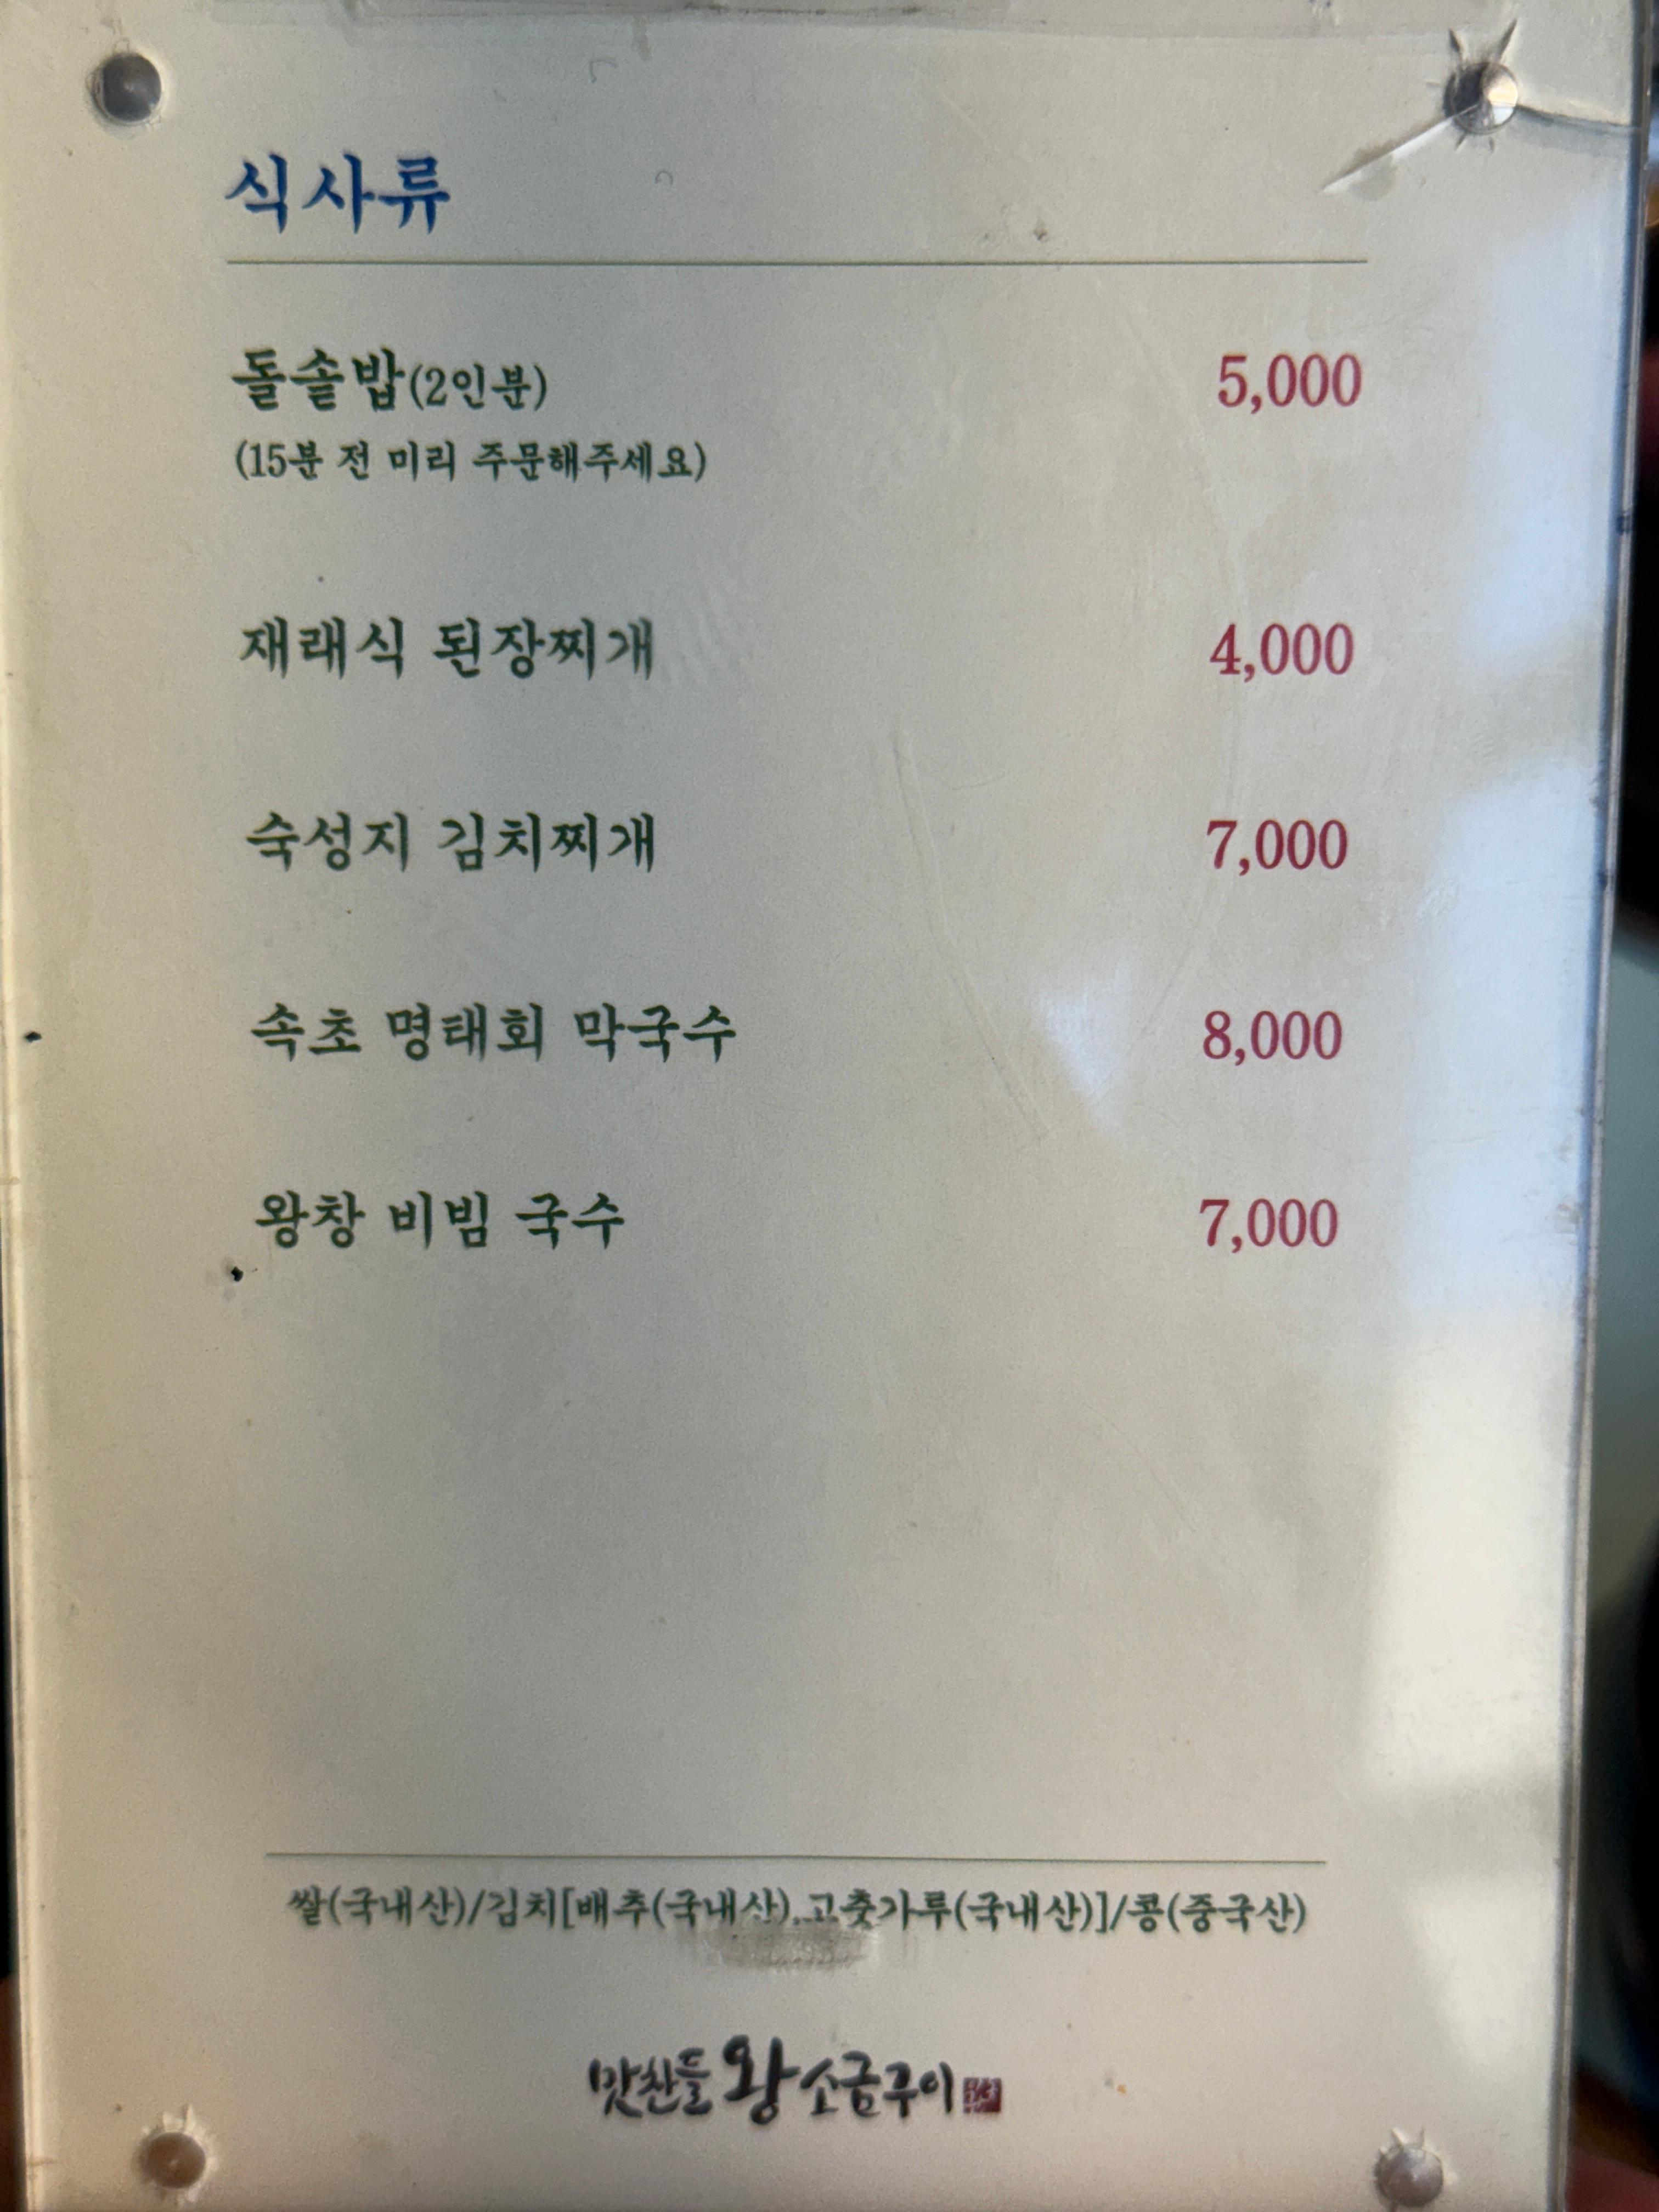 식사류
돌솥밥(2인분) 5,000
(15분 전 미리 주문해주세요)
재래식 된장찌개 4,000
숙성지 김치찌개 7,000
속초 명태회 막국수 8,000
왕창 비빔 국수 7,000
쌀(국내산)/김치[배추(국내산),고춧가루(국내산)]/콩(중국산)
맛찬들 왕소금구이